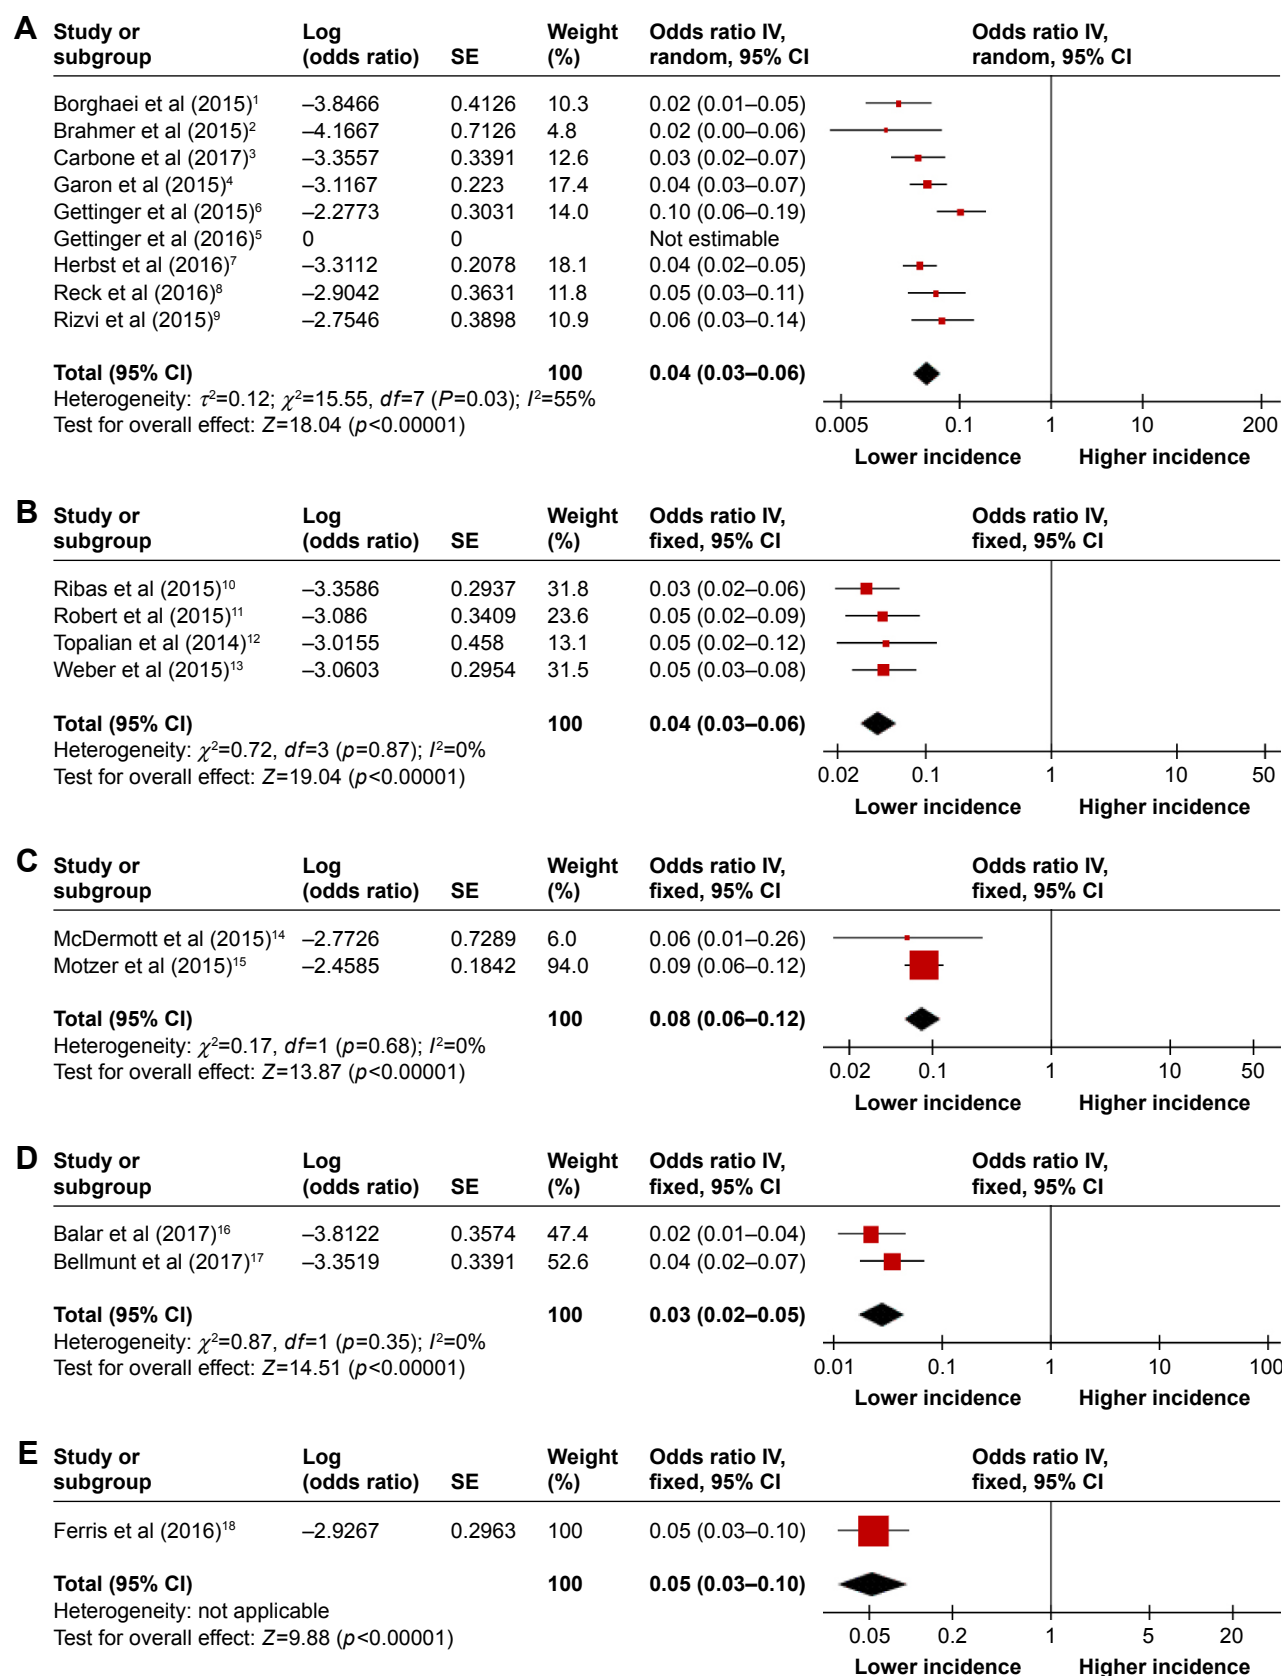 A Study or subgroup Log (odds ratio) SE Weight (%) Odds ratio IV, random, 95% CI Odds ratio IV, random, 95% CI
Borghaei et al (2015)1 –3.8466 0.4126 10.3 0.02 (0.01–0.05)
Brahmer et al (2015)2 –4.1667 0.7126 4.8 0.02 (0.00–0.06)
Carbone et al (2017)3 –3.3557 0.3391 12.6 0.03 (0.02–0.07)
Garon et al (2015)4 –3.1167 0.223 17.4 0.04 (0.03–0.07)
Gettinger et al (2015)6 –2.2773 0.3031 14.0 0.10 (0.06–0.19)
Gettinger et al (2016)5 0 0 Not estimable
Herbst et al (2016)7 –3.3112 0.2078 18.1 0.04 (0.02–0.05)
Reck et al (2016)8 –2.9042 0.3631 11.8 0.05 (0.03–0.11)
Rizvi et al (2015)9 –2.7546 0.3898 10.9 0.06 (0.03–0.14)
Total (95% CI) 100 0.04 (0.03–0.06)
Heterogeneity: τ2=0.12; χ2=15.55, df=7 (P=0.03); I2=55%
Test for overall effect: Z=18.04 (p<0.00001)
0.005 0.1 1 10 200
Lower incidence Higher incidence
B Study or subgroup Log (odds ratio) SE Weight (%) Odds ratio IV, fixed, 95% CI Odds ratio IV, fixed, 95% CI
Ribas et al (2015)10 –3.3586 0.2937 31.8 0.03 (0.02–0.06)
Robert et al (2015)11 –3.086 0.3409 23.6 0.05 (0.02–0.09)
Topalian et al (2014)12 –3.0155 0.458 13.1 0.05 (0.02–0.12)
Weber et al (2015)13 –3.0603 0.2954 31.5 0.05 (0.03–0.08)
Total (95% CI) 100 0.04 (0.03–0.06)
Heterogeneity: χ2=0.72, df=3 (p=0.87); I2=0%
Test for overall effect: Z=19.04 (p<0.00001)
0.02 0.1 1 10 50
Lower incidence Higher incidence
C Study or subgroup Log (odds ratio) SE Weight (%) Odds ratio IV, fixed, 95% CI Odds ratio IV, fixed, 95% CI
McDermott et al (2015)14 –2.7726 0.7289 6.0 0.06 (0.01–0.26)
Motzer et al (2015)15 –2.4585 0.1842 94.0 0.09 (0.06–0.12)
Total (95% CI) 100 0.08 (0.06–0.12)
Heterogeneity: χ2=0.17, df=1 (p=0.68); I2=0%
Test for overall effect: Z=13.87 (p<0.00001)
0.02 0.1 1 10 50
Lower incidence Higher incidence
D Study or subgroup Log (odds ratio) SE Weight (%) Odds ratio IV, fixed, 95% CI Odds ratio IV, fixed, 95% CI
Balar et al (2017)16 –3.8122 0.3574 47.4 0.02 (0.01–0.04)
Bellmunt et al (2017)17 –3.3519 0.3391 52.6 0.04 (0.02–0.07)
Total (95% CI) 100 0.03 (0.02–0.05)
Heterogeneity: χ2=0.87, df=1 (p=0.35); I2=0%
Test for overall effect: Z=14.51 (p<0.00001)
0.01 0.1 1 10 100
Lower incidence Higher incidence
E Study or subgroup Log (odds ratio) SE Weight (%) Odds ratio IV, fixed, 95% CI Odds ratio IV, fixed, 95% CI
Ferris et al (2016)18 –2.9267 0.2963 100 0.05 (0.03–0.10)
Total (95% CI) 100 0.05 (0.03–0.10)
Heterogeneity: not applicable
Test for overall effect: Z=9.88 (p<0.00001)
0.05 0.2 1 5 20
Lower incidence Higher incidence